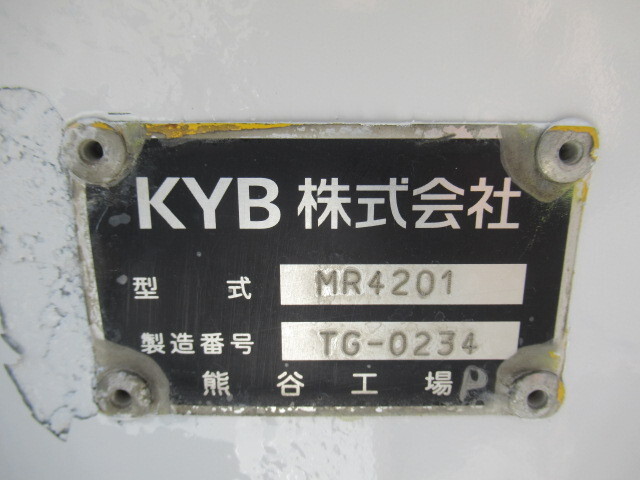 KYB 株式会社
型 式 MR4201
製造番号 TG-0234
熊谷工場 P